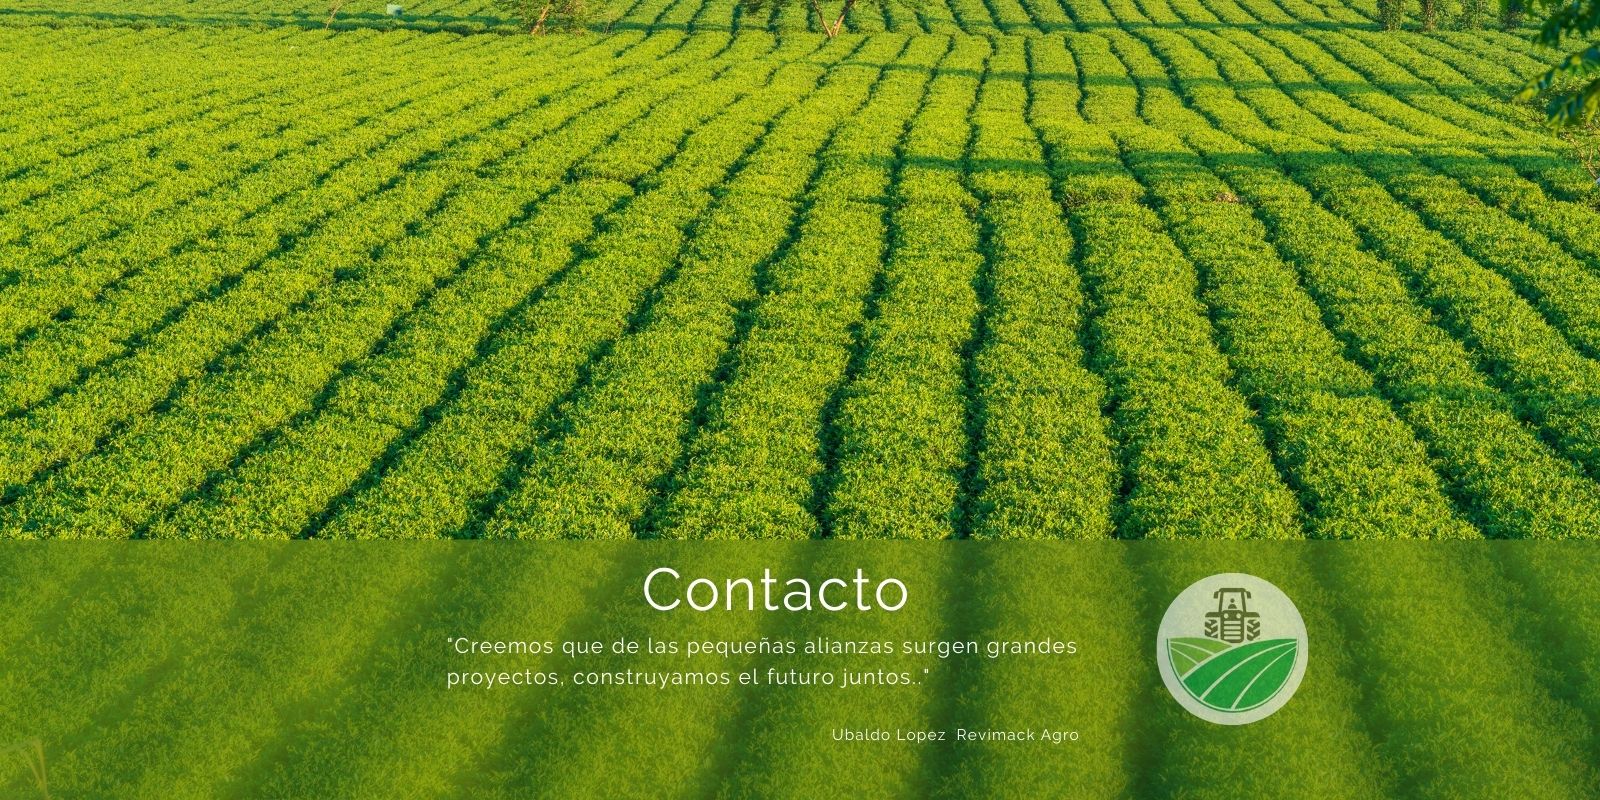 Contacto
"Creemos que de las pequeñas alianzas surgen grandes
proyectos, construyamos el futuro juntos.."
Ubaldo Lopez  Revimack Agro